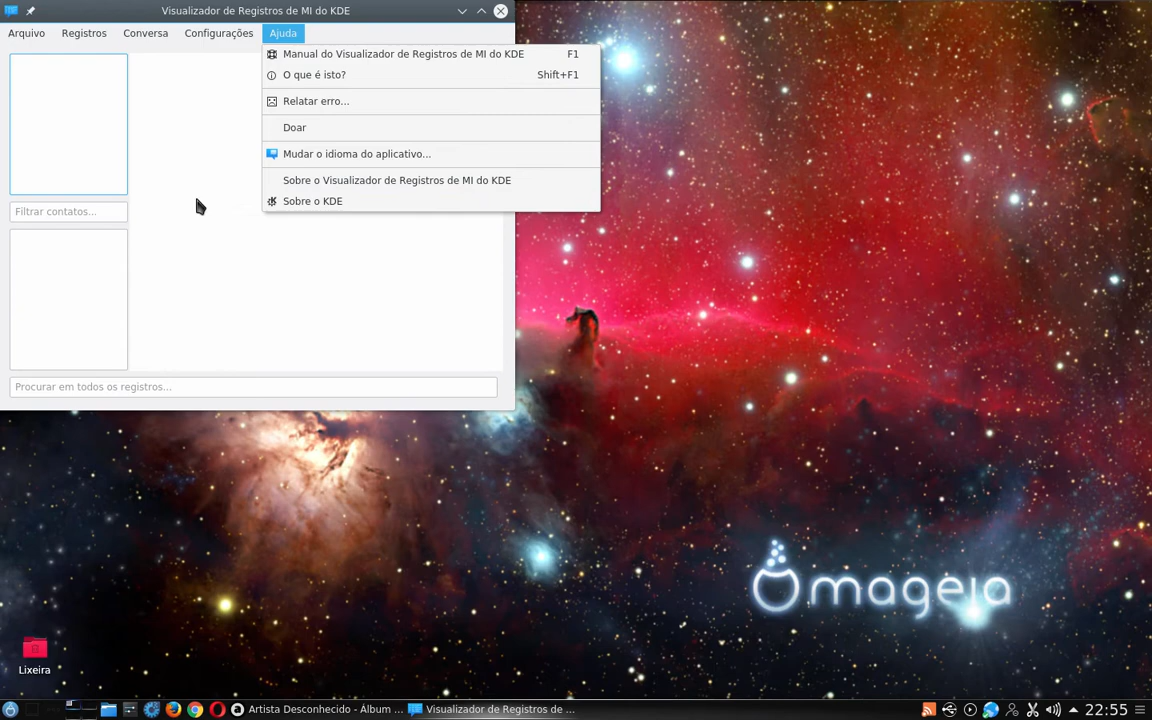 Visualizador de Registros de MI do KDE
Arquivo Registros Conversa Configurações Ajuda
Manual do Visualizador de Registros de MI do KDE F1
O que é isto? Shift+F1
Relatar erro...
Doar
Mudar o idioma do aplicativo...
Sobre o Visualizador de Registros de MI do KDE
Sobre o KDE
Filtrar contatos...
Procurar em todos os registros...
mageia
Lixeira
Artista Desconhecido - Álbum ... Visualizador de Registros de ... 22:55